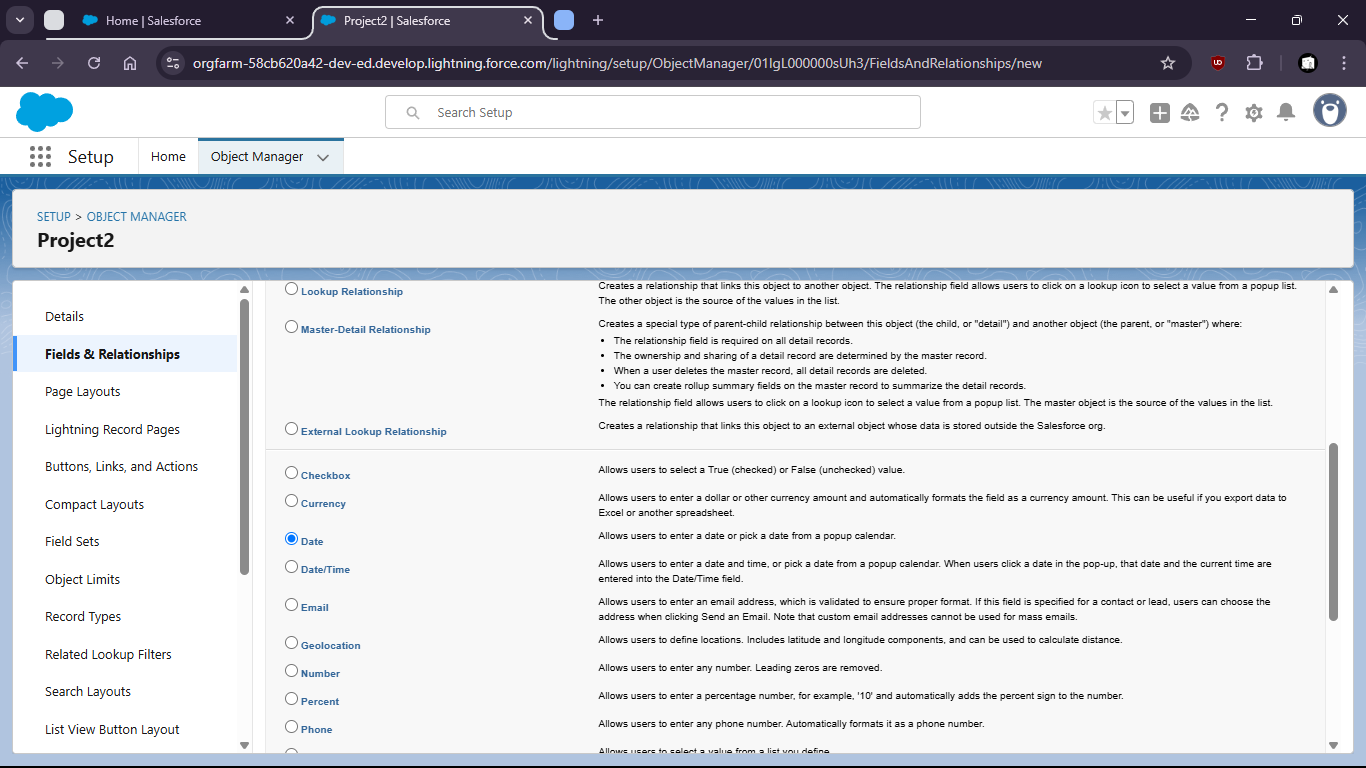 Home | Salesforce
Project2 | Salesforce
orgfarm-58cb620a42-dev-ed.develop.lightning.force.com/lightning/setup/ObjectManager/01IgL000000sUh3/FieldsAndRelationships/new
Search Setup
Setup
Home
Object Manager
SETUP > OBJECT MANAGER
Project2
Details
Fields & Relationships
Page Layouts
Lightning Record Pages
Buttons, Links, and Actions
Compact Layouts
Field Sets
Object Limits
Record Types
Related Lookup Filters
Search Layouts
List View Button Layout
Lookup Relationship
Creates a relationship that links this object to another object. The relationship field allows users to click on a lookup icon to select a value from a popup list.
The other object is the source of the values in the list.
Master-Detail Relationship
Creates a special type of parent-child relationship between this object (the child, or "detail") and another object (the parent, or "master") where:
• The relationship field is required on all detail records.
• The ownership and sharing of a detail record are determined by the master record.
• When a user deletes the master record, all detail records are deleted.
• You can create rollup summary fields on the master record to summarize the detail records.
The relationship field allows users to click on a lookup icon to select a value from a popup list. The master object is the source of the values in the list.
External Lookup Relationship
Creates a relationship that links this object to an external object whose data is stored outside the Salesforce org.
Checkbox
Allows users to select a True (checked) or False (unchecked) value.
Currency
Allows users to enter a dollar or other currency amount and automatically formats the field as a currency amount. This can be useful if you export data to
Excel or another spreadsheet.
Date
Allows users to enter a date or pick a date from a popup calendar.
Date/Time
Allows users to enter a date and time, or pick a date from a popup calendar. When users click a date in the pop-up, that date and the current time are
entered into the Date/Time field.
Email
Allows users to enter an email address, which is validated to ensure proper format. If this field is specified for a contact or lead, users can choose the
address when clicking Send an Email. Note that custom email addresses cannot be used for mass emails.
Geolocation
Allows users to define locations. Includes latitude and longitude components, and can be used to calculate distance.
Number
Allows users to enter any number. Leading zeros are removed.
Percent
Allows users to enter a percentage number, for example, '10' and automatically adds the percent sign to the number.
Phone
Allows users to enter any phone number. Automatically formats it as a phone number.
Allows users to select a value from a list you define.